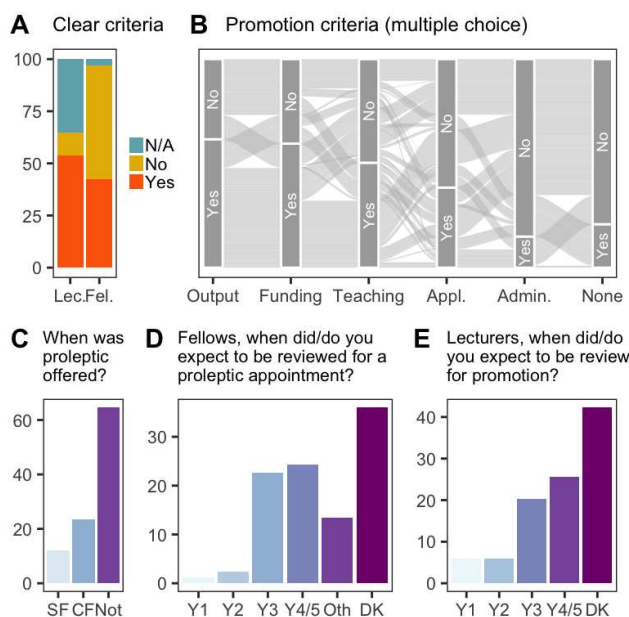 A Clear criteria
B Promotion criteria (multiple choice)
100
75
50
25
0
N/A
No
Yes
Lec. Fel.
No No No No No No
Yes Yes Yes Yes Yes Yes
Output Funding Teaching Appl. Admin. None
C When was
proleptic
offered?
60
40
20
0
SF CF Not
D Fellows, when did/do you
expect to be reviewed for a
proleptic appointment?
30
20
10
0
Y1 Y2 Y3 Y4/5 Oth DK
E Lecturers, when did/do
you expect to be review
for promotion?
40
30
20
10
0
Y1 Y2 Y3 Y4/5 DK